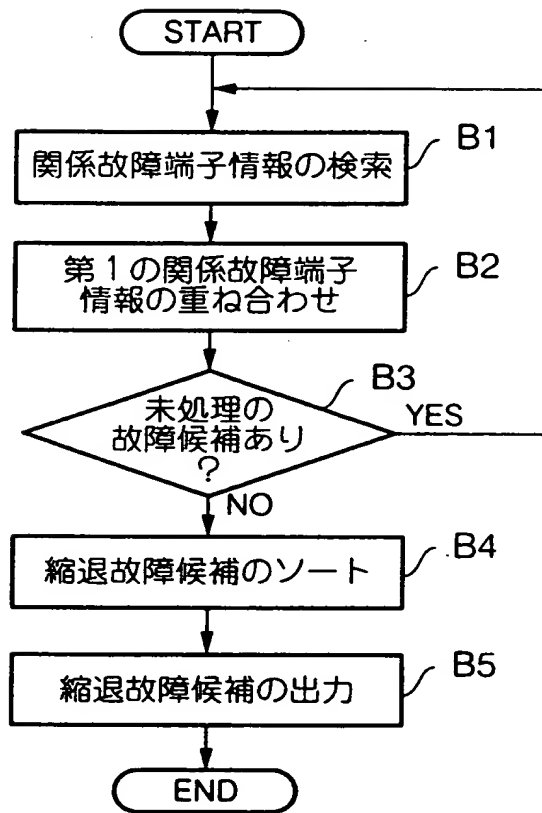 START
関係故障端子情報の検索
B1
第1の関係故障端子
情報の重ね合わせ
B2
B3
未処理の
故障候補あり
?
YES
NO
縮退故障候補のソート
B4
縮退故障候補の出力
B5
END